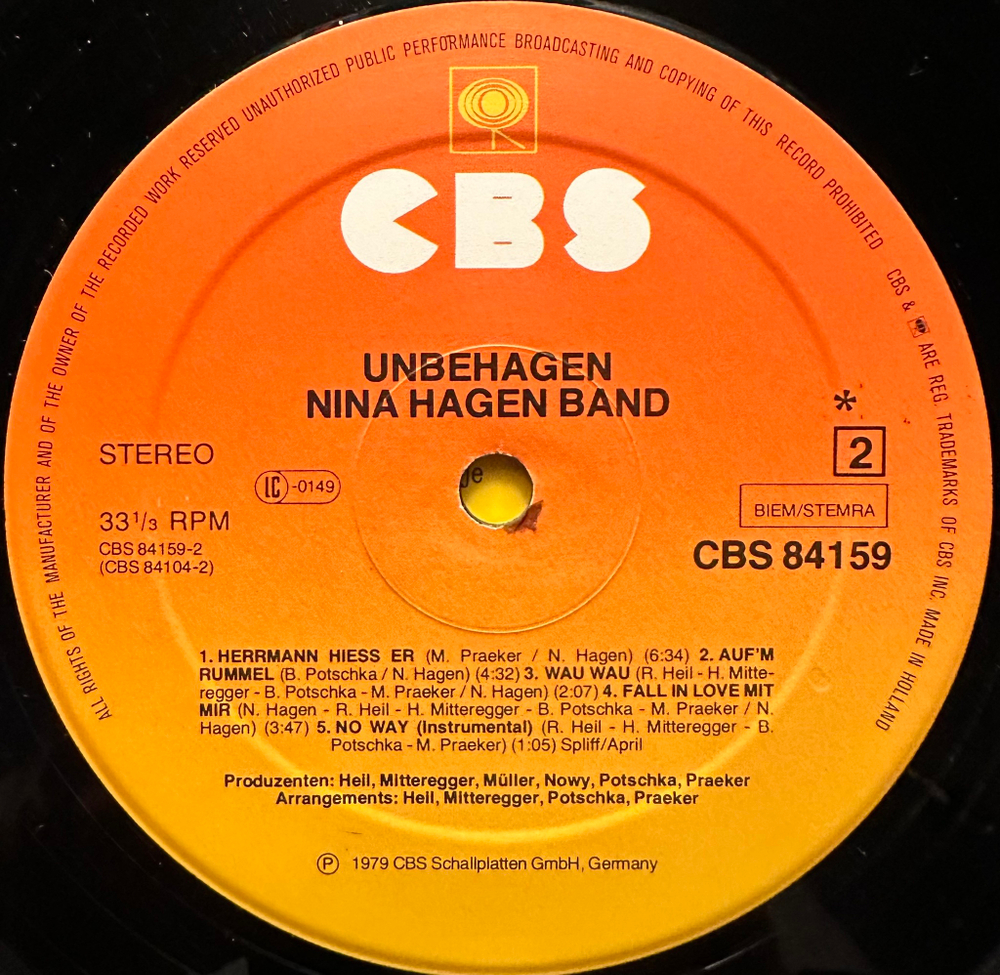 ALL RIGHTS OF THE MANUFACTURER AND OF THE OWNER OF THE RECORDED WORK RESERVED UNAUTHORIZED PUBLIC PERFORMANCE BROADCASTING AND COPYING OF THIS RECORD PROHIBITED CBS & ARE REG. TRADEMARKS OF CBS INC. MADE IN HOLLAND
CBS
UNBEHAGEN
NINA HAGEN BAND
*
STEREO
2
LC -0149
je
BIEM/STEMRA
33 1/3 RPM
CBS 84159-2
(CBS 84104-2)
CBS 84159
1. HERRMANN HIESS ER (M. Praeker / N. Hagen) (6:34) 2. AUF'M
RUMMEL (B. Potschka / N. Hagen) (4:32) 3. WAU WAU (R. Heil - H. Mitte-
regger - B. Potschka - M. Praeker / N. Hagen) (2:07) 4. FALL IN LOVE MIT
MIR (N. Hagen - R. Heil - H. Mitteregger - B. Potschka - M. Praeker / N.
Hagen) (3:47) 5. NO WAY (Instrumental) (R. Heil - H. Mitteregger - B.
Potschka - M. Praeker) (1:05) Spliff/April
Produzenten: Heil, Mitteregger, Müller, Nowy, Potschka, Praeker
Arrangements: Heil, Mitteregger, Potschka, Praeker
℗ 1979 CBS Schallplatten GmbH, Germany